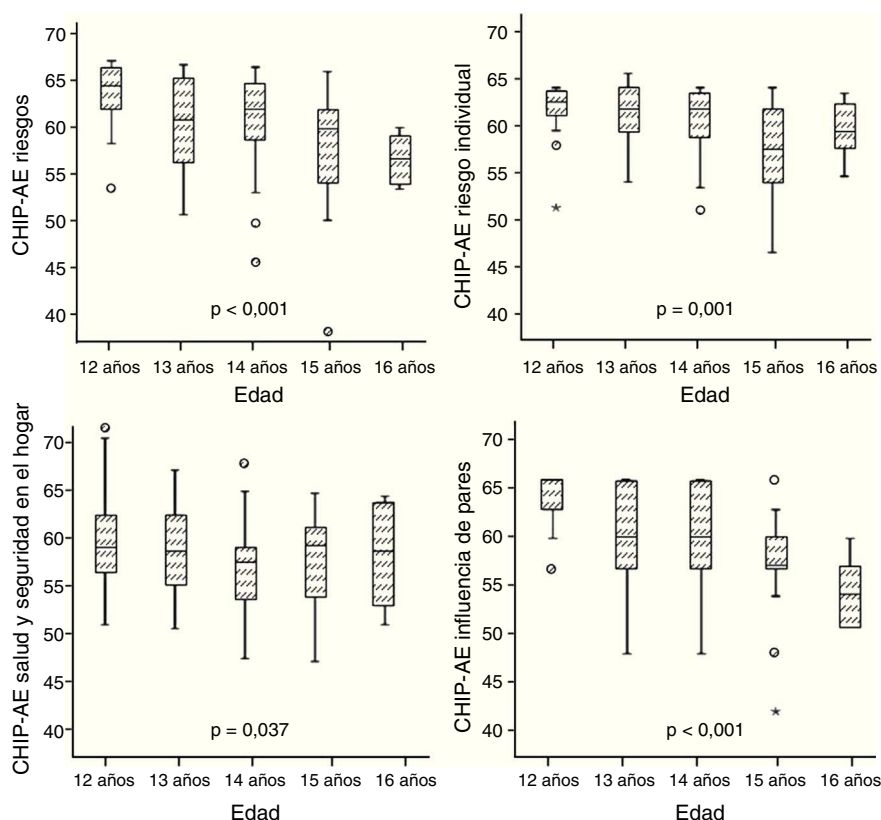 CHIP-AE riesgos
70
65
60
55
50
45
40
p < 0,001
12 años 13 años 14 años 15 años 16 años
Edad
CHIP-AE riesgo individual
70
65
60
55
50
45
40
p = 0,001
12 años 13 años 14 años 15 años 16 años
Edad
CHIP-AE salud y seguridad en el hogar
70
65
60
55
50
45
40
p = 0,037
12 años 13 años 14 años 15 años 16 años
Edad
CHIP-AE influencia de pares
70
65
60
55
50
45
40
p < 0,001
12 años 13 años 14 años 15 años 16 años
Edad